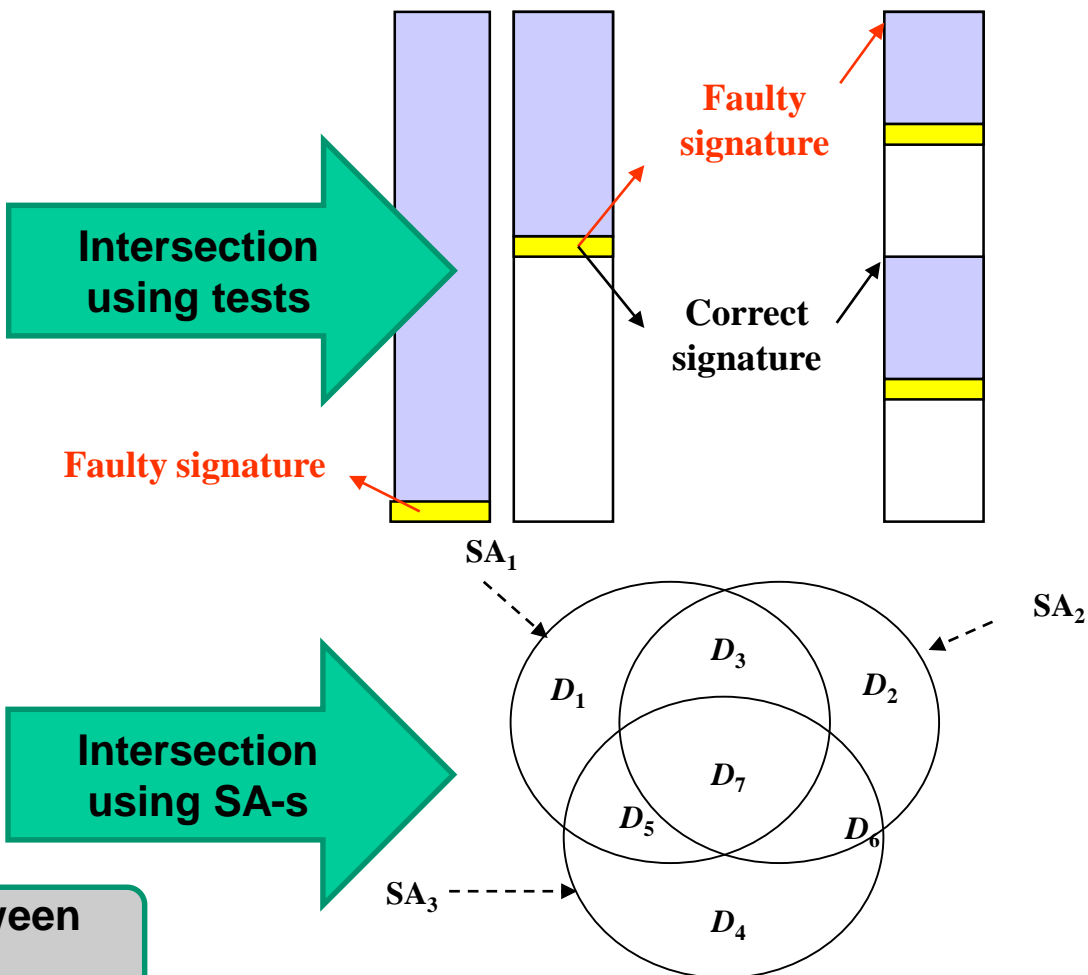 Faulty
signature
Intersection
using tests
Correct
signature
Faulty signature
SA₁
SA₂
D₃
D₁
D₂
Intersection
using SA-s
D₇
D₅
D₆
SA₃
D₄